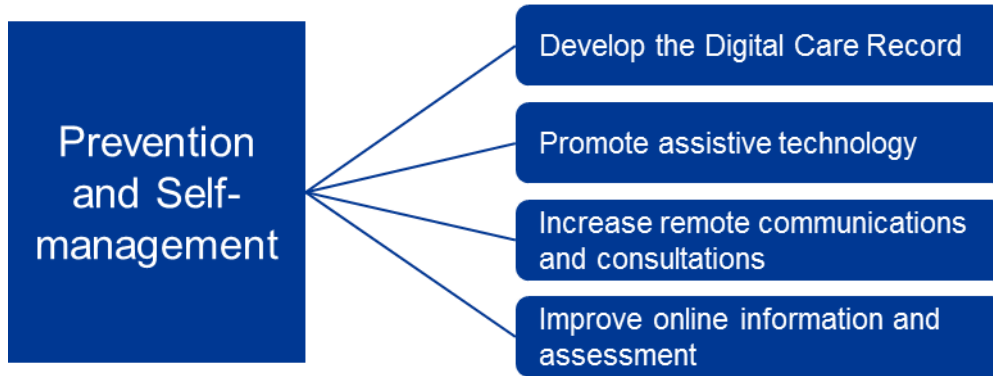 Prevention
and Self-
management
Develop the Digital Care Record
Promote assistive technology
Increase remote communications
and consultations
Improve online information and
assessment